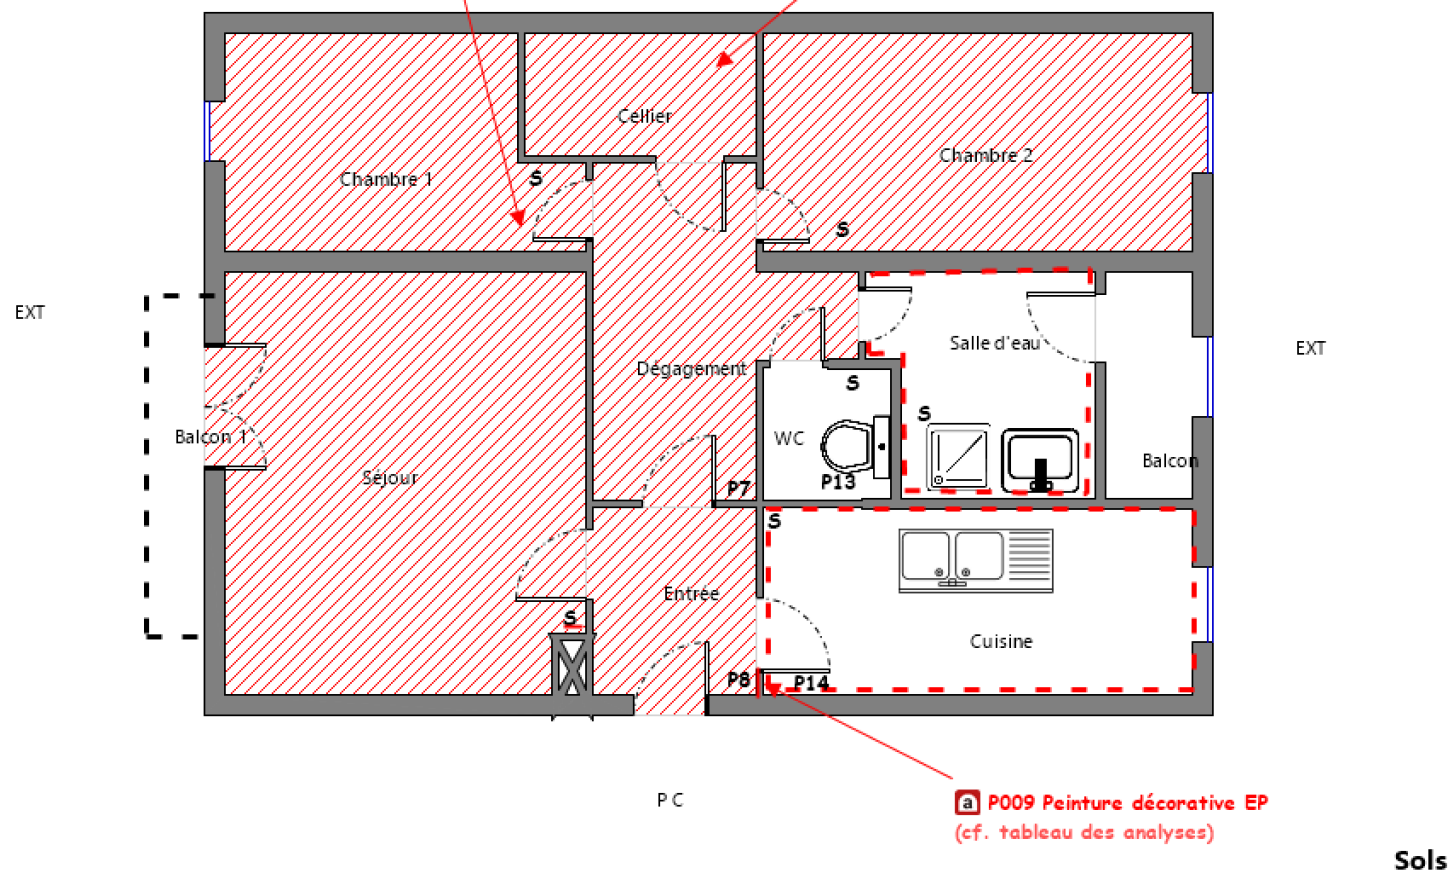 Cellier
Chambre 2
Chambre 1
S
S
EXT
EXT
Salle d'eau
Dégagement
S
S
Balcon 1
WC
Balcon
Séjour
P13
P7
S
Entrée
S
Cuisine
P8
P14
P C
a P009 Peinture décorative EP
(cf. tableau des analyses)
Sols